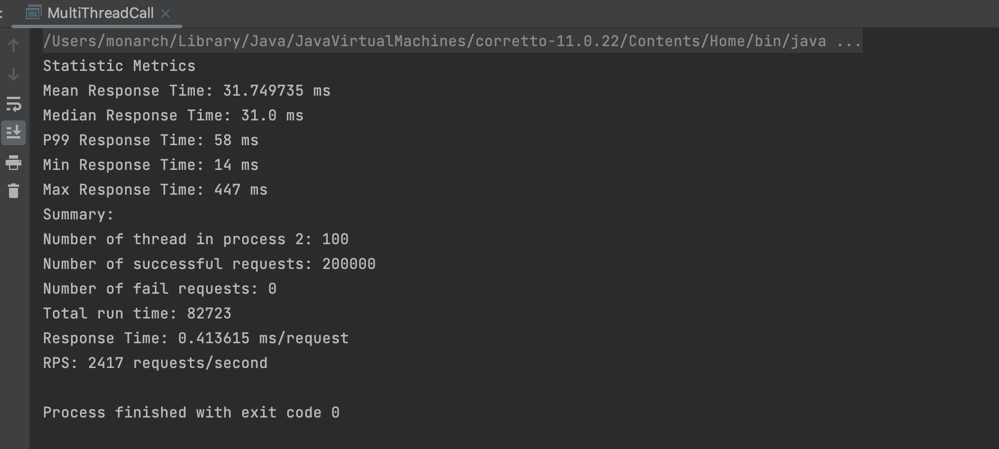 :
MultiThreadCall
/Users/monarch/Library/Java/JavaVirtualMachines/corretto-11.0.22/Contents/Home/bin/java ...
Statistic Metrics
Mean Response Time: 31.749735 ms
Median Response Time: 31.0 ms
P99 Response Time: 58 ms
Min Response Time: 14 ms
Max Response Time: 447 ms
Summary:
Number of thread in process 2: 100
Number of successful requests: 200000
Number of fail requests: 0
Total run time: 82723
Response Time: 0.413615 ms/request
RPS: 2417 requests/second
Process finished with exit code 0